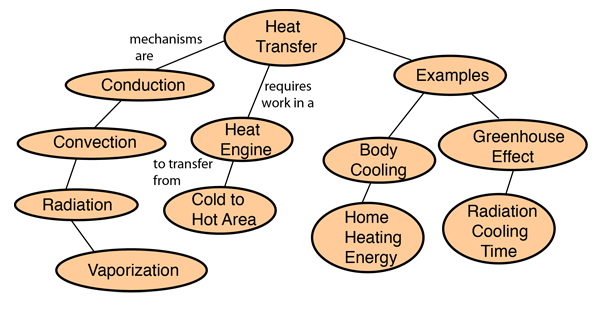 Heat
Transfer
mechanisms
are
Conduction
Convection
Radiation
Vaporization
requires
work in a
Heat
Engine
to transfer
from
Cold to
Hot Area
Examples
Body
Cooling
Home
Heating
Energy
Greenhouse
Effect
Radiation
Cooling
Time